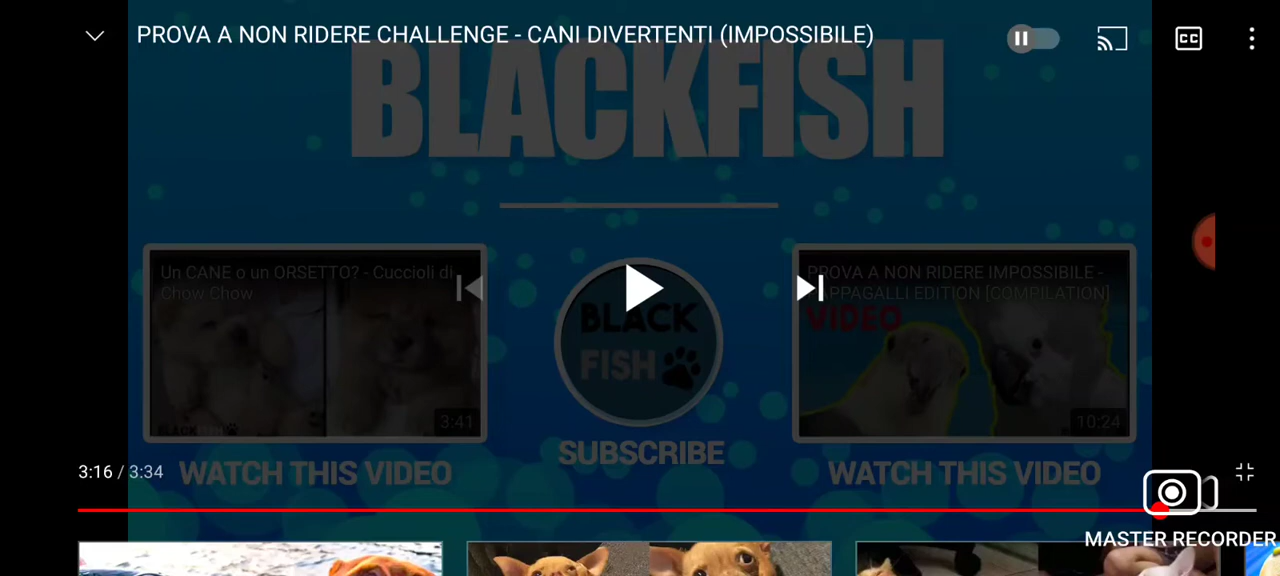 PROVA A NON RIDERE CHALLENGE - CANI DIVERTENTI (IMPOSSIBILE)
CC
BLACKFISH
Un CANE o un ORSETTO? - Cuccioli di
Chow Chow
3:41
WATCH THIS VIDEO
BLACK
FISH
SUBSCRIBE
PROVA A NON RIDERE IMPOSSIBILE -
PAPPAGALLI EDITION [COMPILATION]
VIDEO
10:24
WATCH THIS VIDEO
3:16 / 3:34
MASTER RECORDER